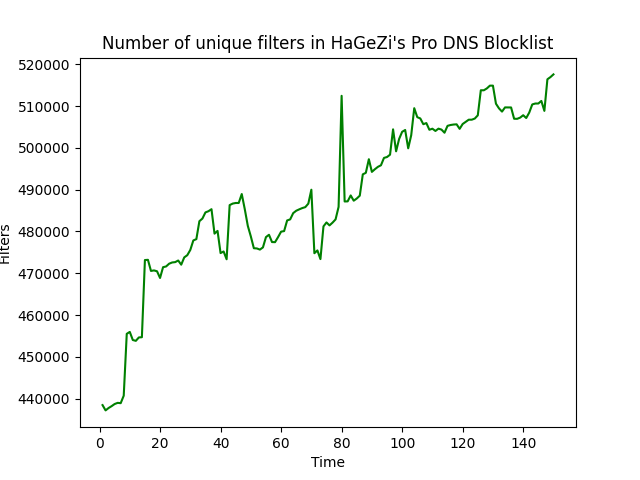 Number of unique filters in HaGeZi's Pro DNS Blocklist
520000
510000
500000
490000
480000
470000
460000
450000
440000
Filters
0 20 40 60 80 100 120 140
Time